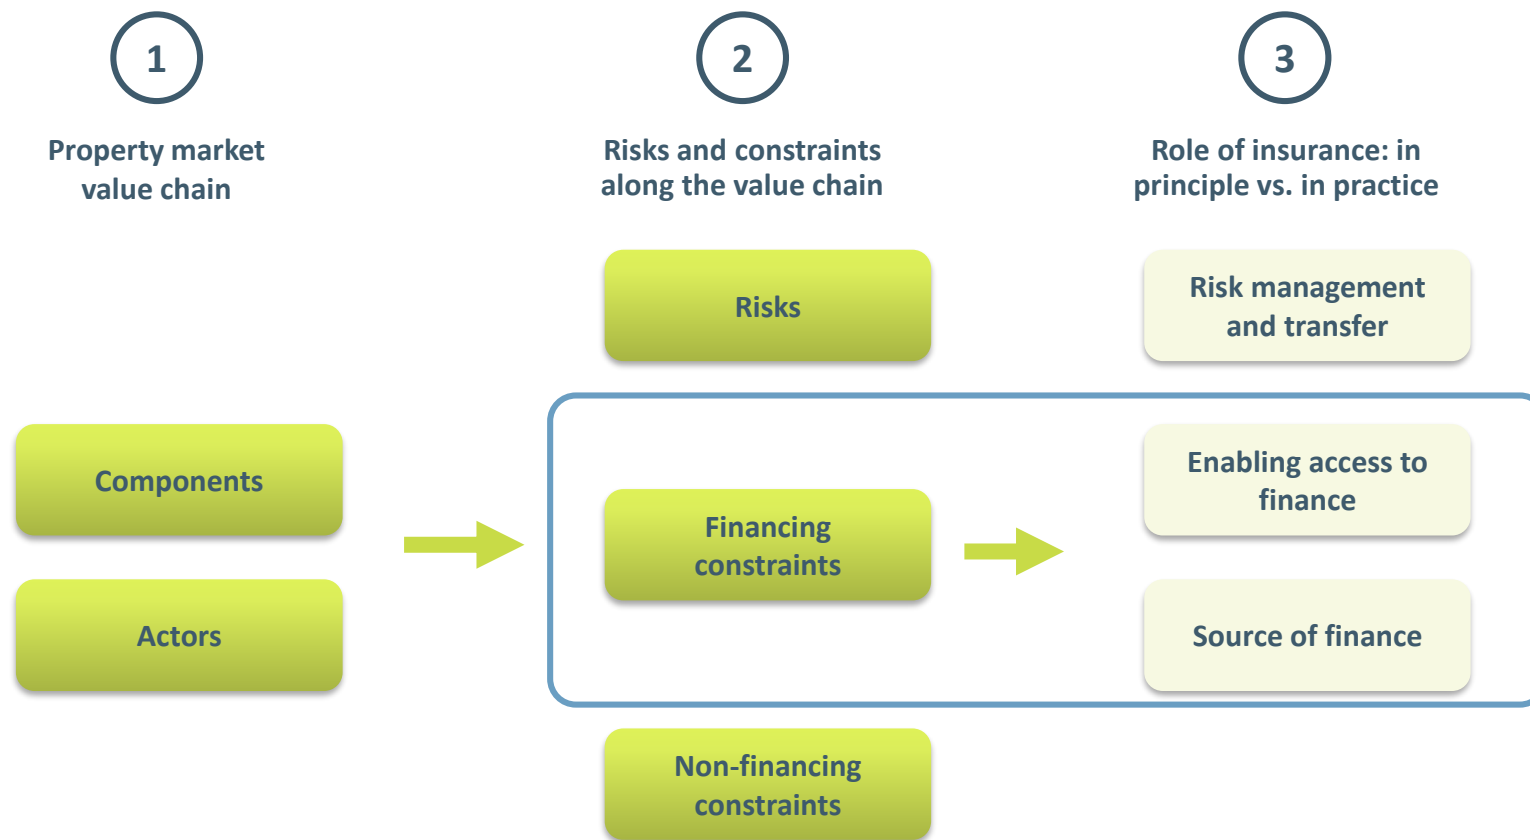 1
Property market
value chain
Components
Actors
2
Risks and constraints
along the value chain
Risks
Financing
constraints
Non-financing
constraints
3
Role of insurance: in
principle vs. in practice
Risk management
and transfer
Enabling access to
finance
Source of finance